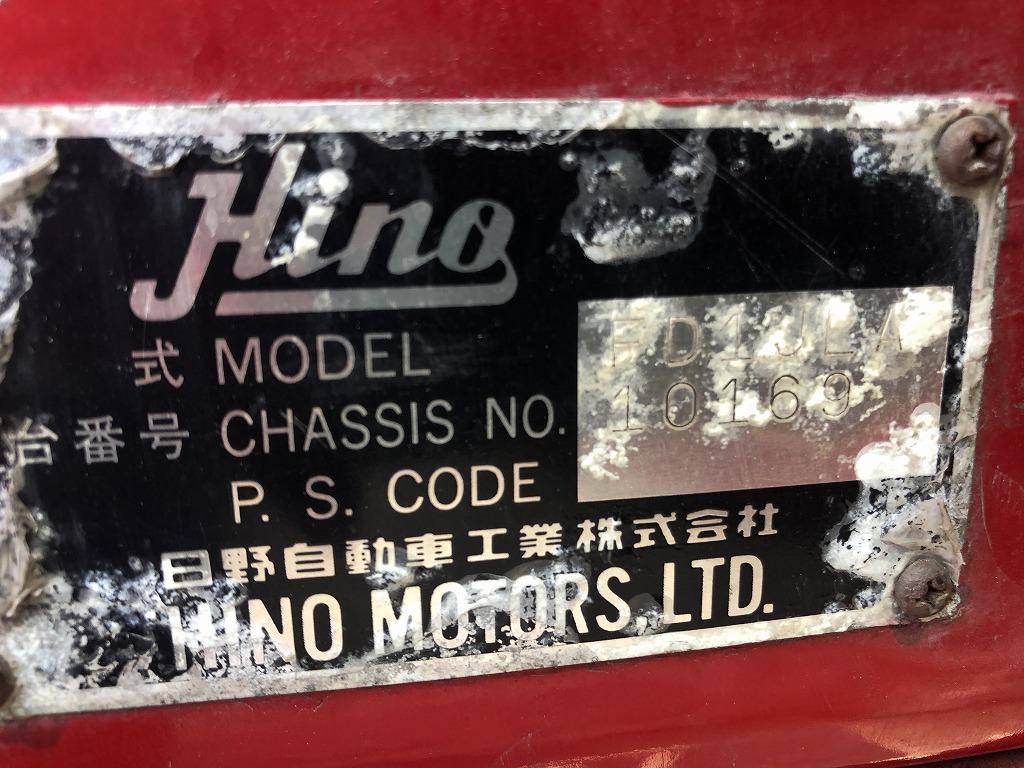 Hino
式 MODEL FD1JLA
台番号 CHASSIS NO. 10169
P. S. CODE
日野自動車工業株式会社
HINO MOTORS, LTD.